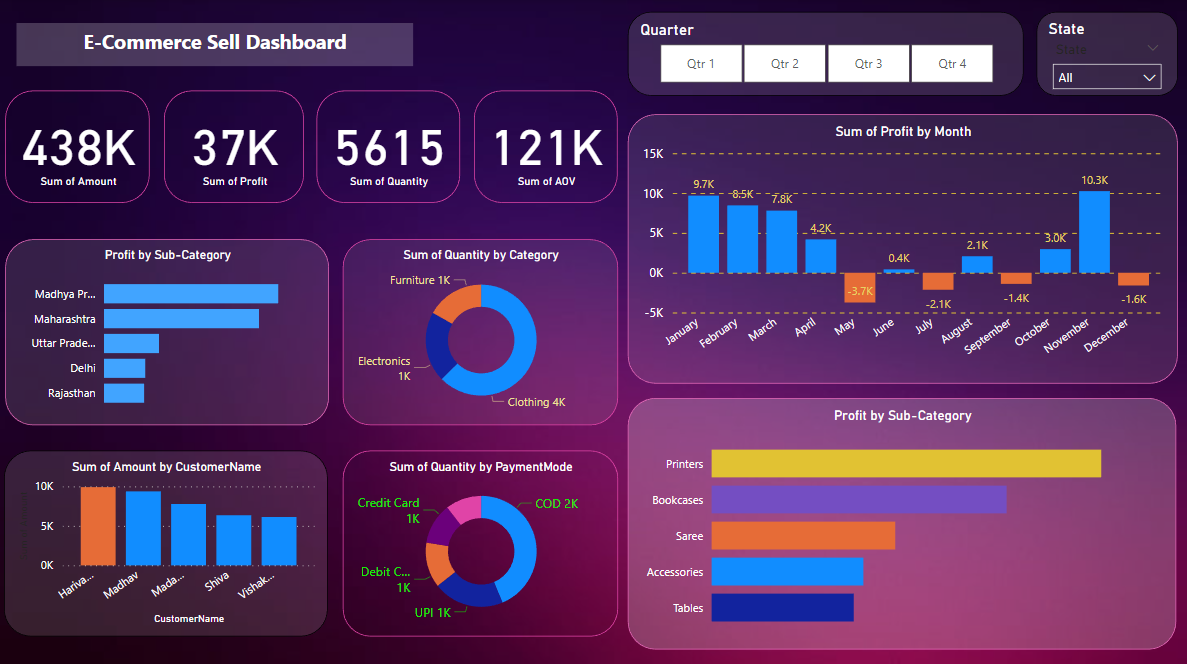 E-Commerce Sell Dashboard
Quarter
Qtr 1
Qtr 2
Qtr 3
Qtr 4
State
State
All
438K
Sum of Amount
37K
Sum of Profit
5615
Sum of Quantity
121K
Sum of AOV
Sum of Profit by Month
15K
10K
5K
0K
-5K
9.7K
8.5K
7.8K
4.2K
-3.7K
0.4K
-2.1K
2.1K
-1.4K
3.0K
10.3K
-1.6K
January
February
March
April
May
June
July
August
September
October
November
December
Profit by Sub-Category
Madhya Pr...
Maharashtra
Uttar Prade...
Delhi
Rajasthan
Sum of Quantity by Category
Furniture 1K
Electronics
1K
Clothing 4K
Sum of Amount by CustomerName
10K
5K
0K
Hariva...
Madhav
Mada...
Shiva
Vishak...
CustomerName
Sum of Quantity by PaymentMode
Credit Card
1K
COD 2K
Debit C...
1K
UPI 1K
Profit by Sub-Category
Printers
Bookcases
Saree
Accessories
Tables